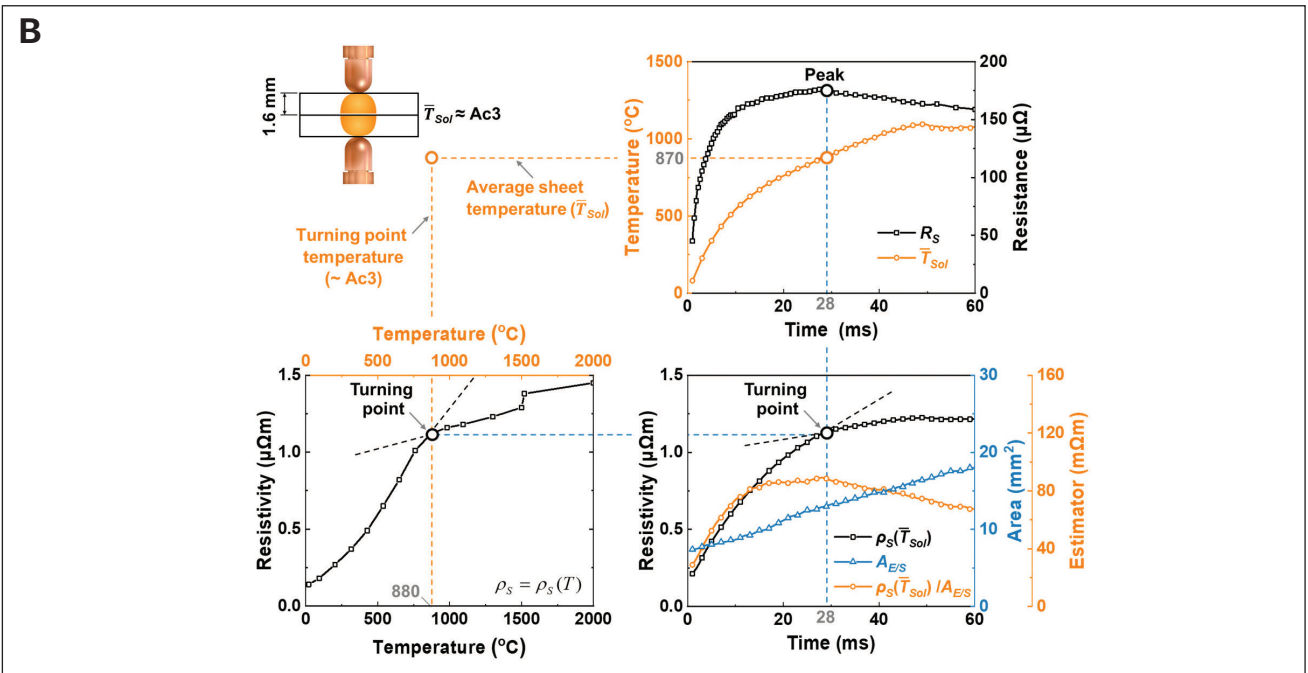 B
1.6 mm
T̅Sol ≈ Ac3
Average sheet
temperature (T̅Sol)
Turning point
temperature
(~ Ac3)
Peak
Temperature (°C)
1500
1000
870
500
0
Resistance (μΩ)
200
150
100
50
0
RS
T̅Sol
0
20
28
40
60
Time (ms)
Temperature (°C)
0
500
1000
1500
2000
Resistivity (μΩm)
1.5
1.0
0.5
0.0
Turning
point
880
ρS = ρS(T)
0
500
1000
1500
2000
Temperature (°C)
Resistivity (μΩm)
1.5
1.0
0.5
0.0
Turning
point
ρS(T̅Sol)
AE/S
ρS(T̅Sol) /AE/S
30
20
10
0
Area (mm²)
160
120
80
40
0
Estimator (mΩm)
0
20
28
40
60
Time (ms)